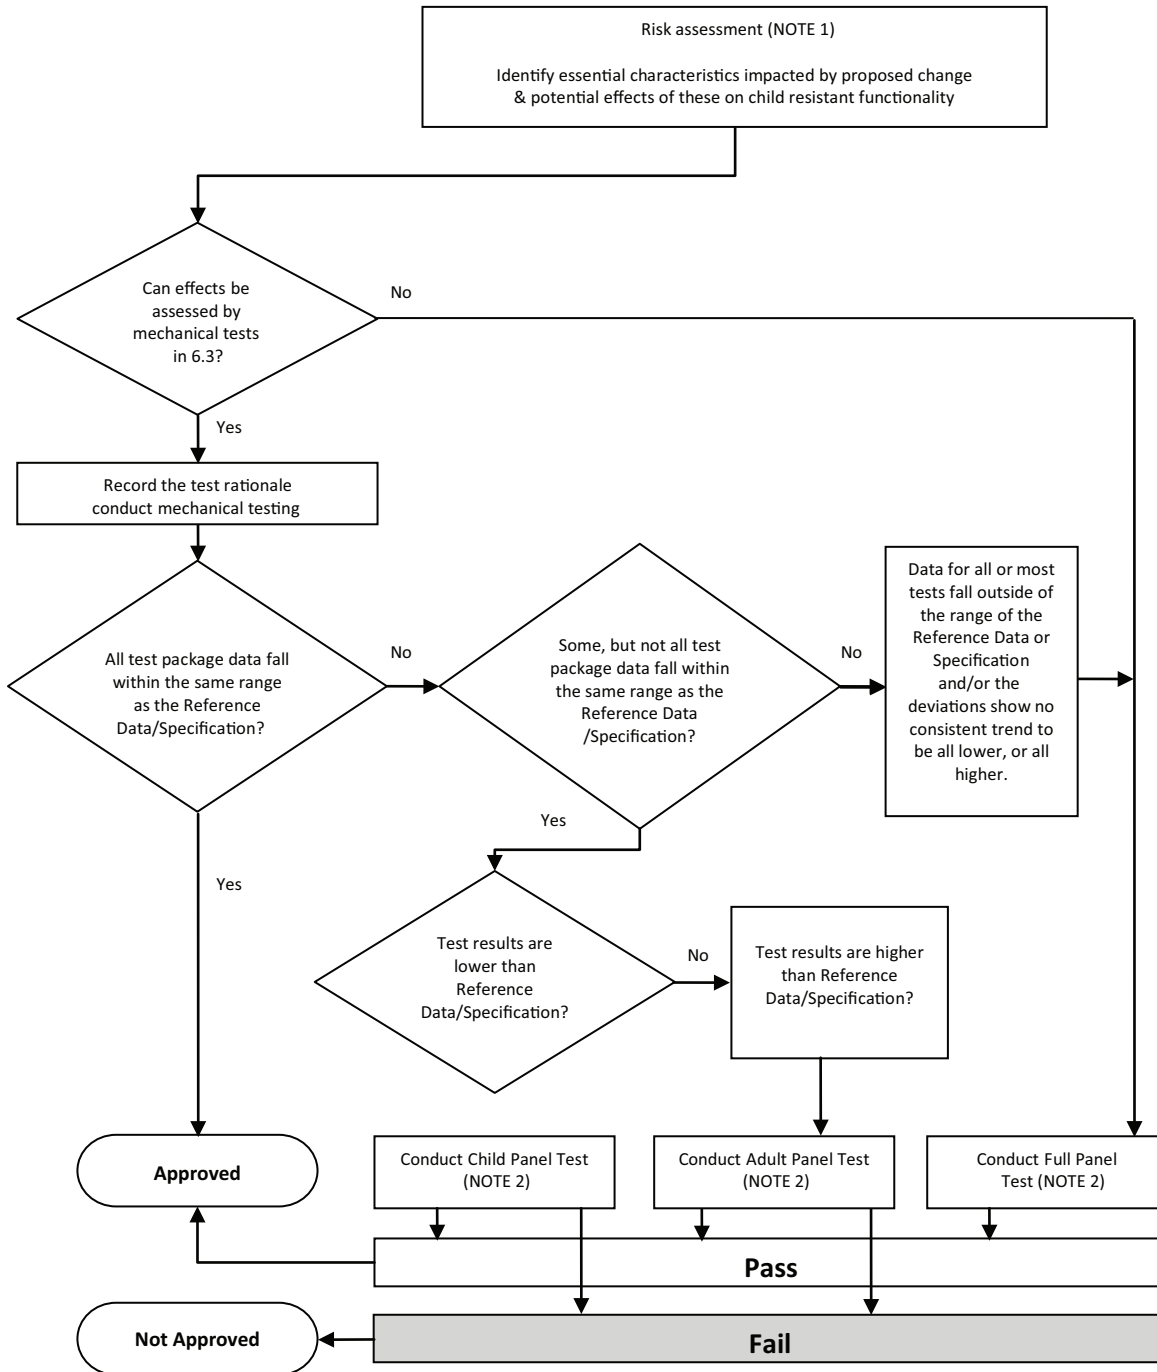 Risk assessment (NOTE 1)
Identify essential characteristics impacted by proposed change
& potential effects of these on child resistant functionality
Can effects be
assessed by
mechanical tests
in 6.3?
No
Yes
Record the test rationale
conduct mechanical testing
All test package data fall
within the same range
as the Reference
Data/Specification?
No
Some, but not all test
package data fall within
the same range as the
Reference Data
/Specification?
No
Data for all or most
tests fall outside of
the range of the
Reference Data or
Specification
and/or the
deviations show no
consistent trend to
be all lower, or all
higher.
Yes
Yes
Test results are
lower than
Reference
Data/Specification?
No
Test results are higher
than Reference
Data/Specification?
Approved
Conduct Child Panel Test
(NOTE 2)
Conduct Adult Panel Test
(NOTE 2)
Conduct Full Panel
Test (NOTE 2)
Pass
Not Approved
Fail